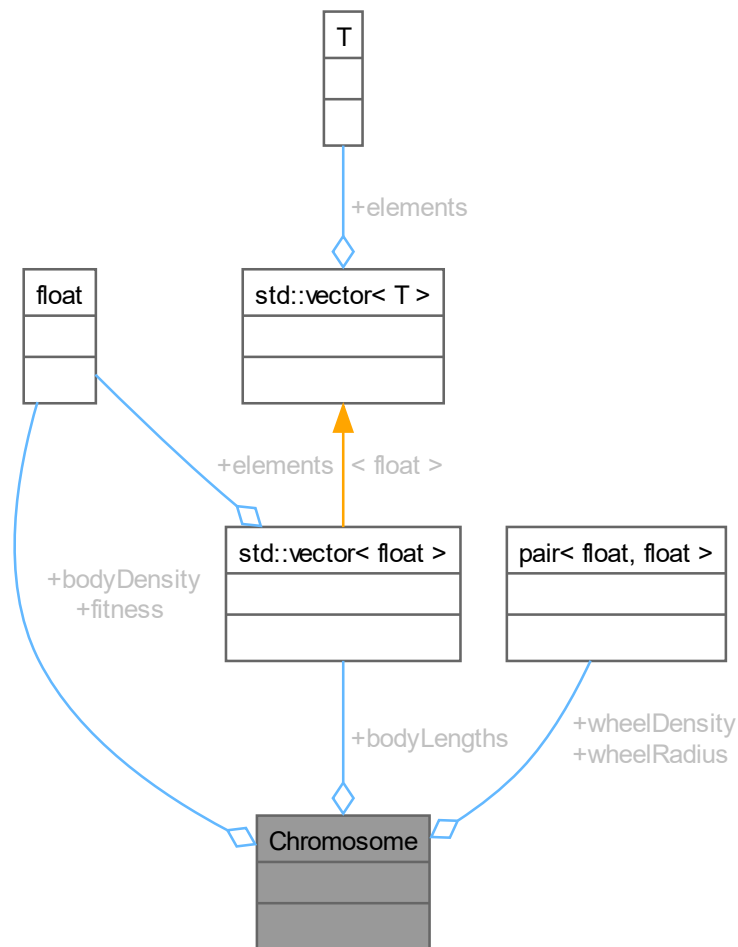 T
+elements
float
std::vector< T >
+elements
< float >
std::vector< float >
pair< float, float >
+bodyDensity
+fitness
+bodyLengths
+wheelDensity
+wheelRadius
Chromosome